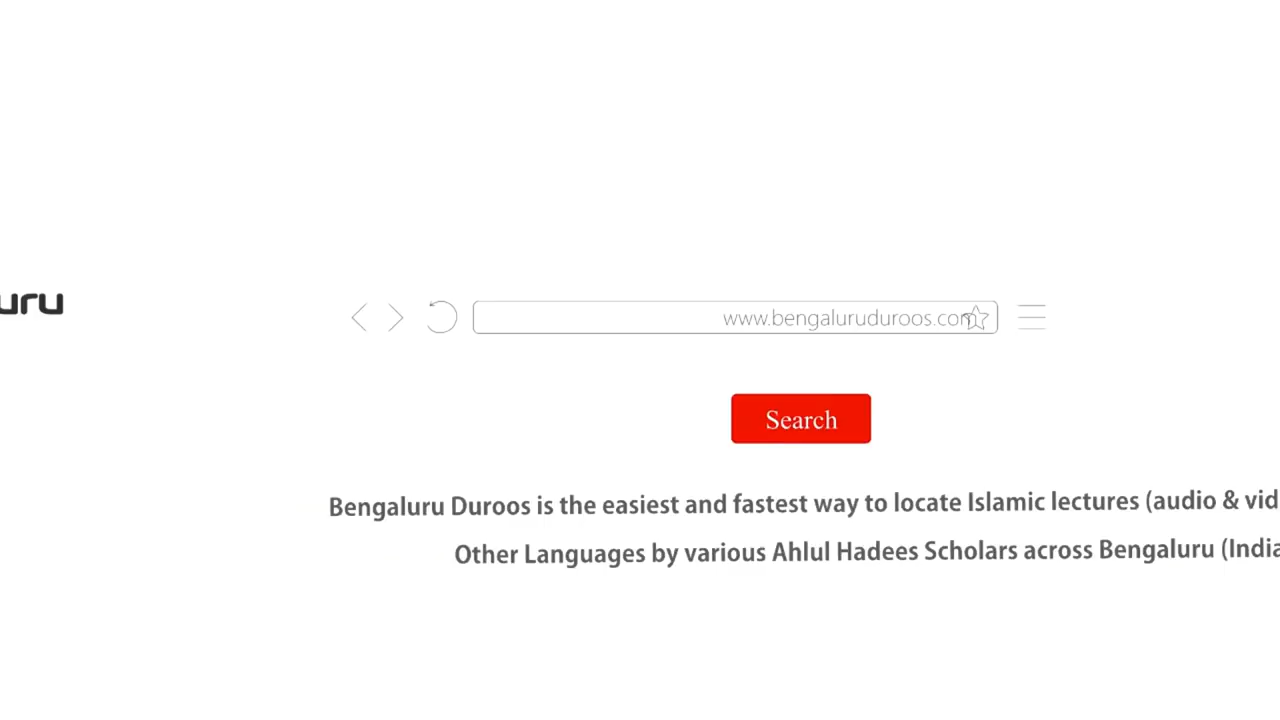 uru
www.bengaluruduroos.com
Search
Bengaluru Duroos is the easiest and fastest way to locate Islamic lectures (audio & vid
Other Languages by various Ahlul Hadees Scholars across Bengaluru (India